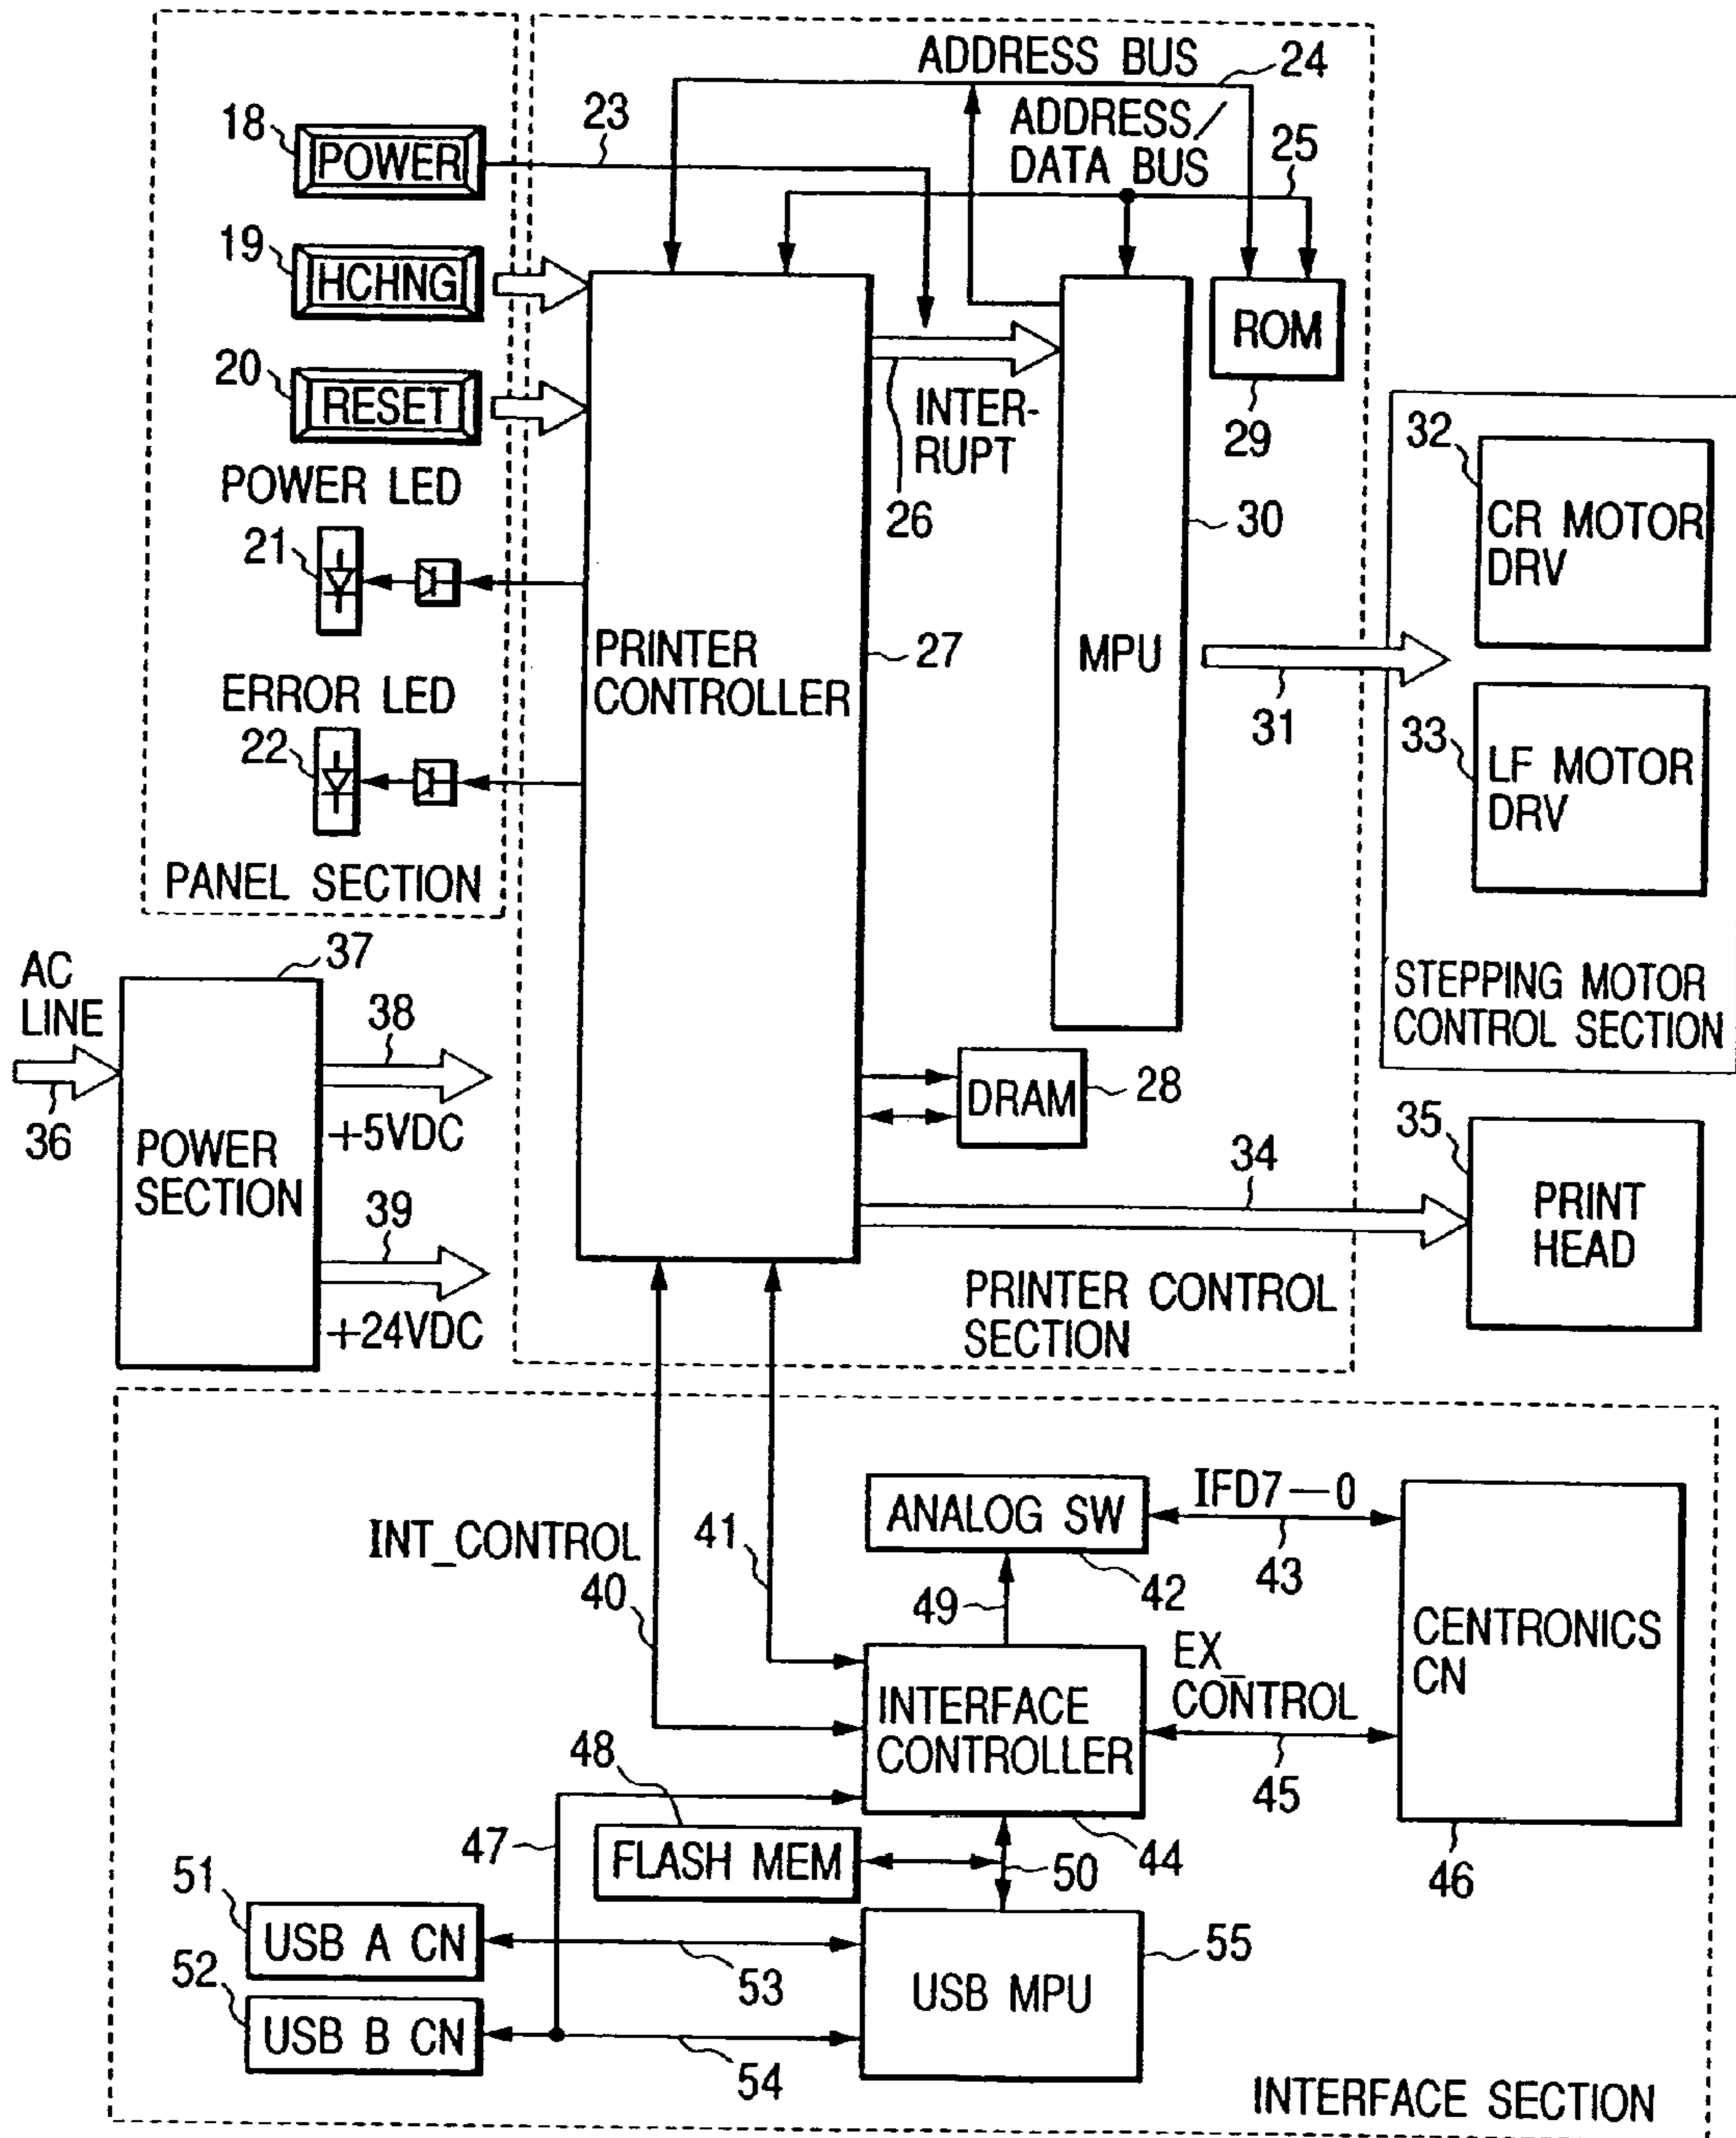 ADDRESS BUS
24
ADDRESS/
DATA BUS
25
23
18
POWER
19
HCHNG
20
RESET
POWER LED
21
ERROR LED
22
PANEL SECTION
PRINTER
CONTROLLER
27
INTER-
RUPT
26
MPU
30
ROM
29
31
32
CR MOTOR
DRV
33
LF MOTOR
DRV
STEPPING MOTOR
CONTROL SECTION
AC
LINE
36
37
POWER
SECTION
38
+5VDC
39
+24VDC
DRAM
28
34
35
PRINT
HEAD
PRINTER CONTROL
SECTION
INT_CONTROL
40
41
ANALOG SW
42
IFD7-0
43
49
INTERFACE
CONTROLLER
44
EX_
CONTROL
45
CENTRONICS
CN
46
47
48
FLASH MEM
50
51
USB A CN
53
52
USB B CN
54
USB MPU
55
INTERFACE SECTION